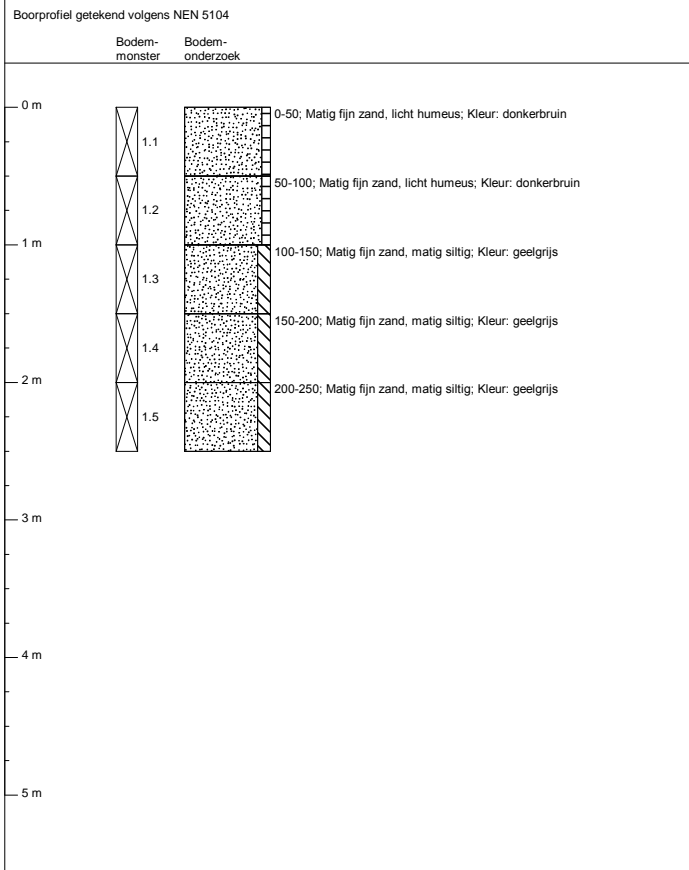 Boorprofiel getekend volgens NEN 5104
Bodem-
monster
Bodem-
onderzoek
0 m
0-50; Matig fijn zand, licht humeus; Kleur: donkerbruin
1.1
50-100; Matig fijn zand, licht humeus; Kleur: donkerbruin
1.2
1 m
100-150; Matig fijn zand, matig siltig; Kleur: geelgrijs
1.3
150-200; Matig fijn zand, matig siltig; Kleur: geelgrijs
1.4
2 m
200-250; Matig fijn zand, matig siltig; Kleur: geelgrijs
1.5
3 m
4 m
5 m